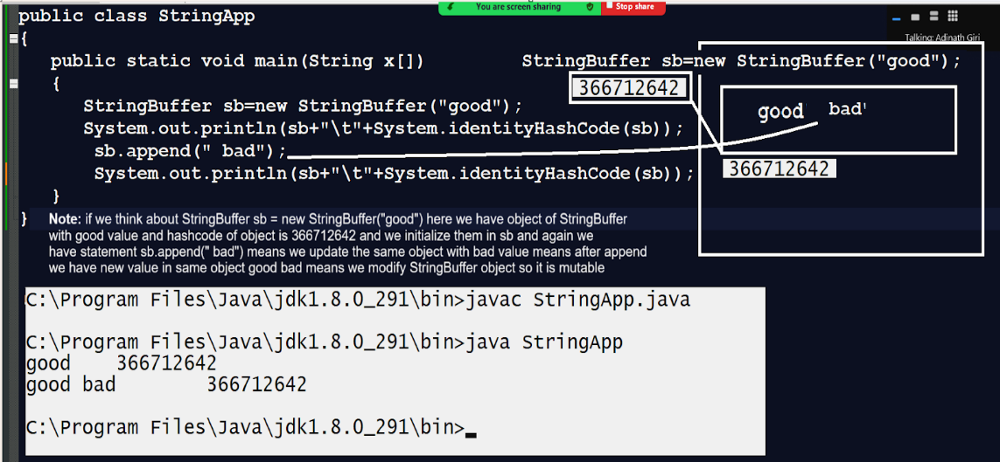 You are screen sharing Stop share
Talking: Adinath Giri
public class StringApp
{
public static void main(String x[])
{
StringBuffer sb=new StringBuffer("good");
System.out.println(sb+"\t"+System.identityHashCode(sb));
sb.append(" bad");
System.out.println(sb+"\t"+System.identityHashCode(sb));
}
}
StringBuffer sb=new StringBuffer("good");
366712642
good bad'
366712642
Note: if we think about StringBuffer sb = new StringBuffer("good") here we have object of StringBuffer
with good value and hashcode of object is 366712642 and we initialize them in sb and again we
have statement sb.append(" bad") means we update the same object with bad value means after append
we have new value in same object good bad means we modify StringBuffer object so it is mutable
C:\Program Files\Java\jdk1.8.0_291\bin>javac StringApp.java
C:\Program Files\Java\jdk1.8.0_291\bin>java StringApp
good 366712642
good bad 366712642
C:\Program Files\Java\jdk1.8.0_291\bin>_